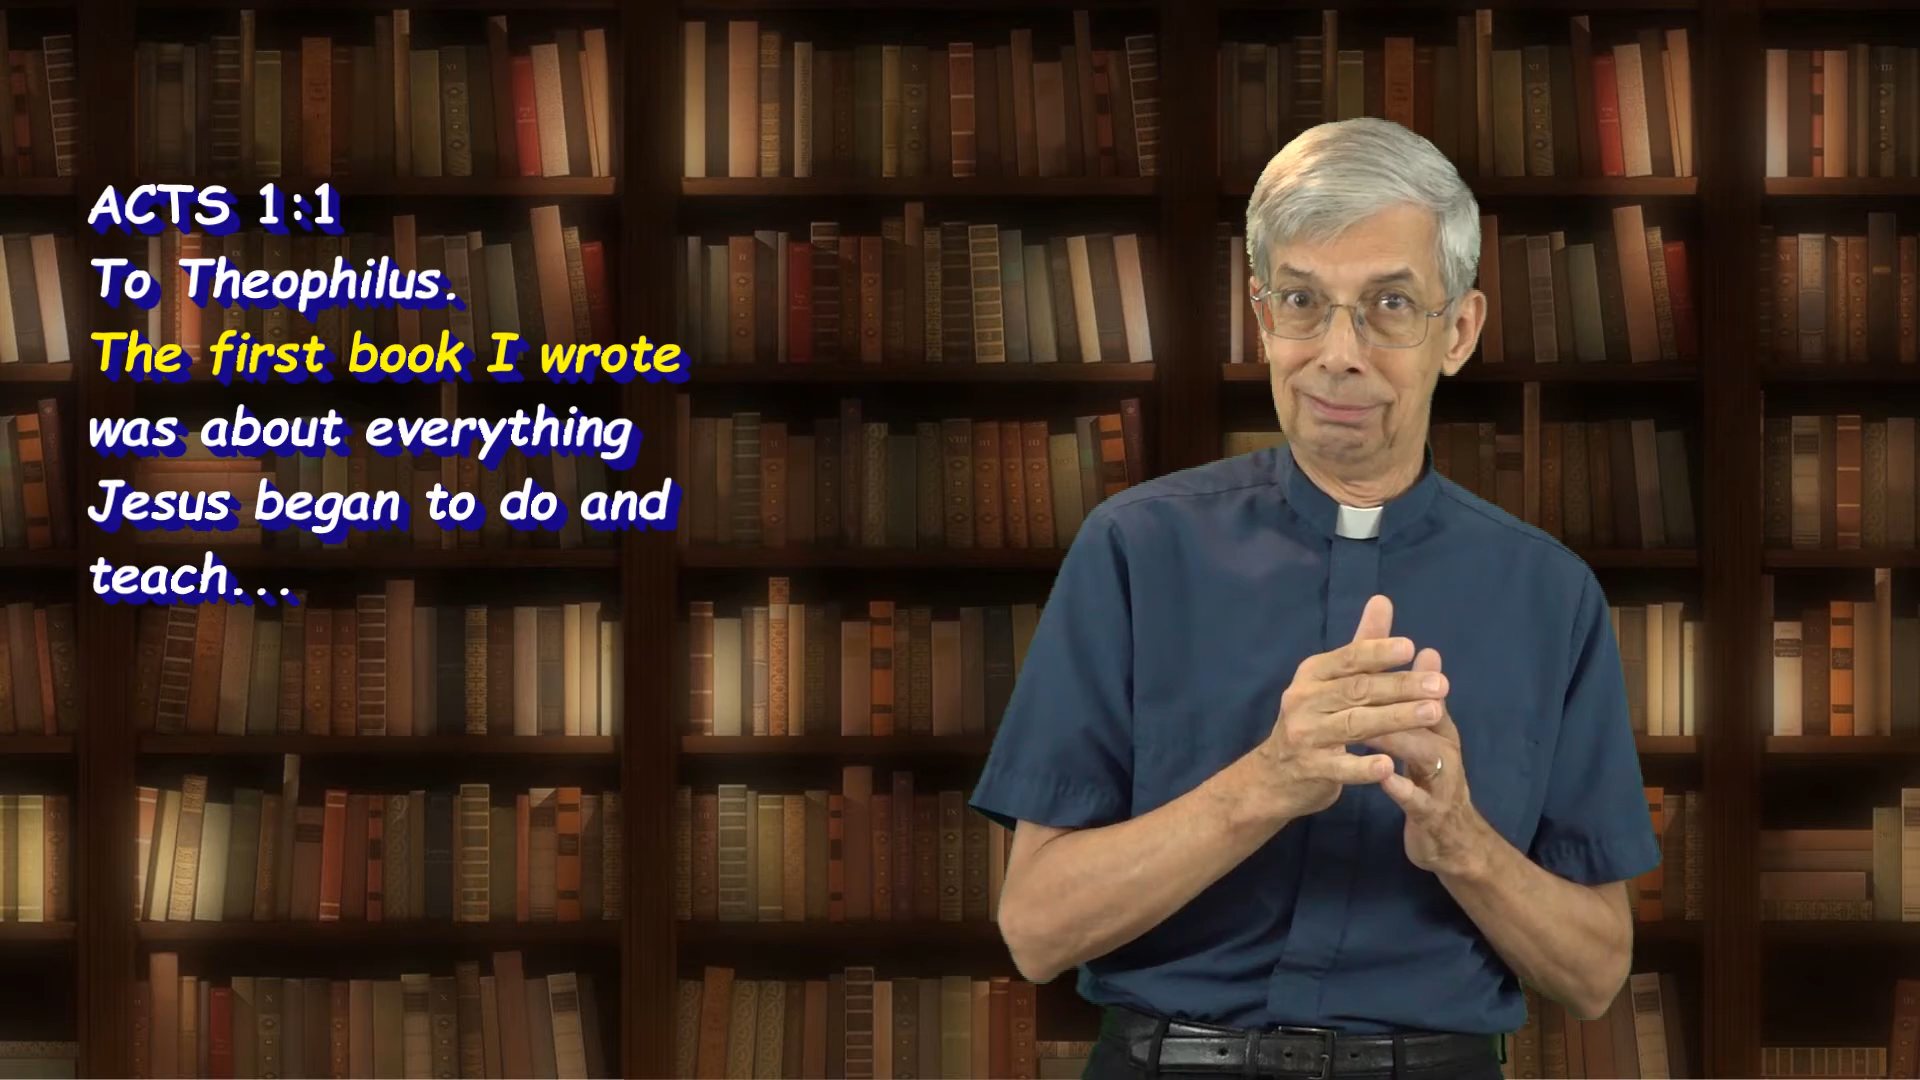 ACTS 1:1
To Theophilus.
The first book I wrote
was about everything
Jesus began to do and
teach...